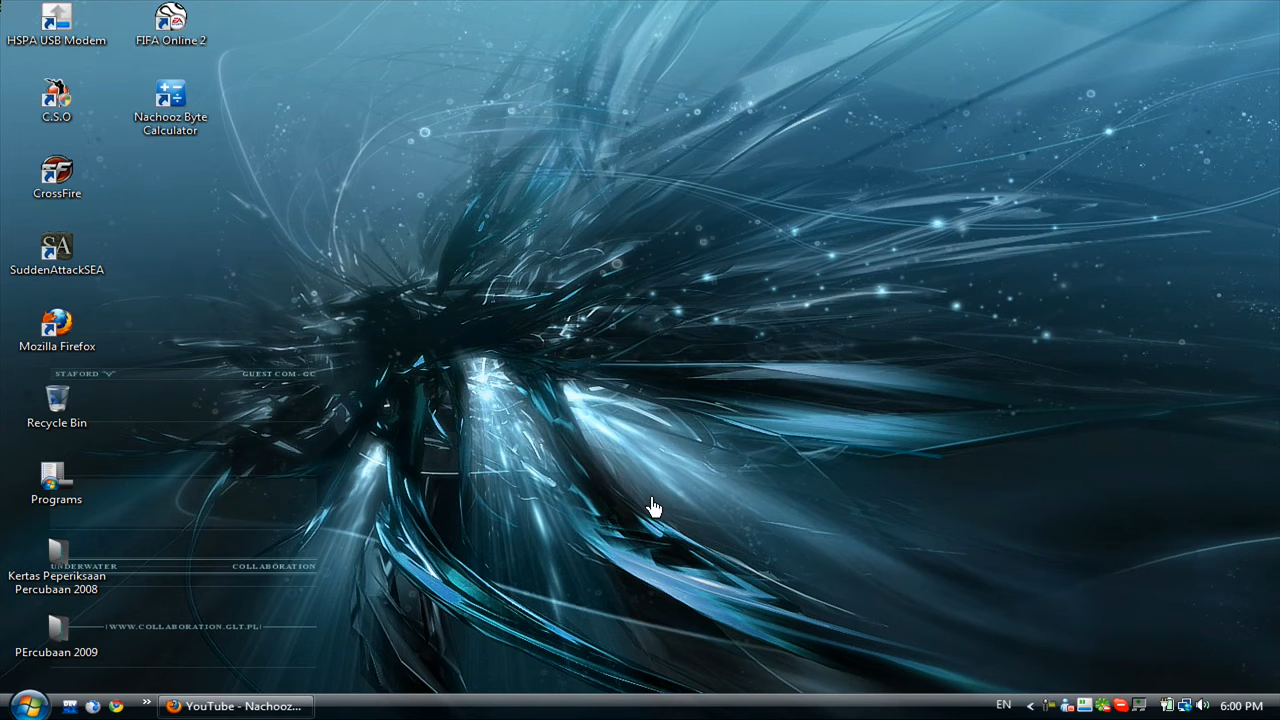 HSPA USB Modem
FIFA Online 2
C.S.O
Nachooz Byte
Calculator
CrossFire
SA
SuddenAttackSEA
Mozilla Firefox
STAFORD "V"
GUEST COM - GC
Recycle Bin
Programs
UNDERWATER
COLLABORATION
Kertas Peperiksaan
Percubaan 2008
[WWW.COLLABORATION.GLT.PL]
PErcubaan 2009
YouTube - Nachooz...
EN
6:00 PM